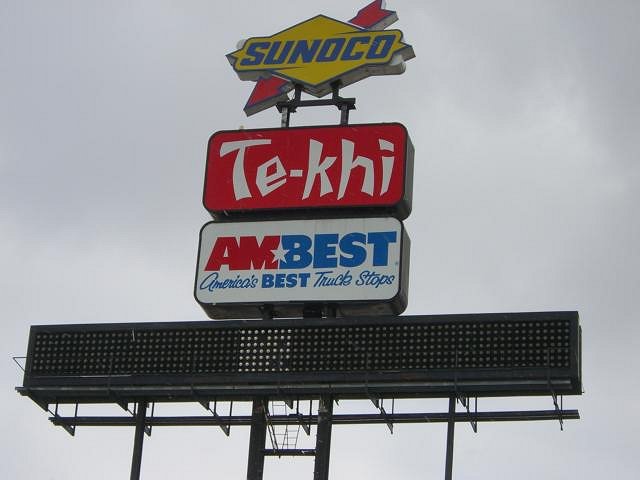 SUNOCO
Te-khi
AMBEST
America's BEST Truck Stops